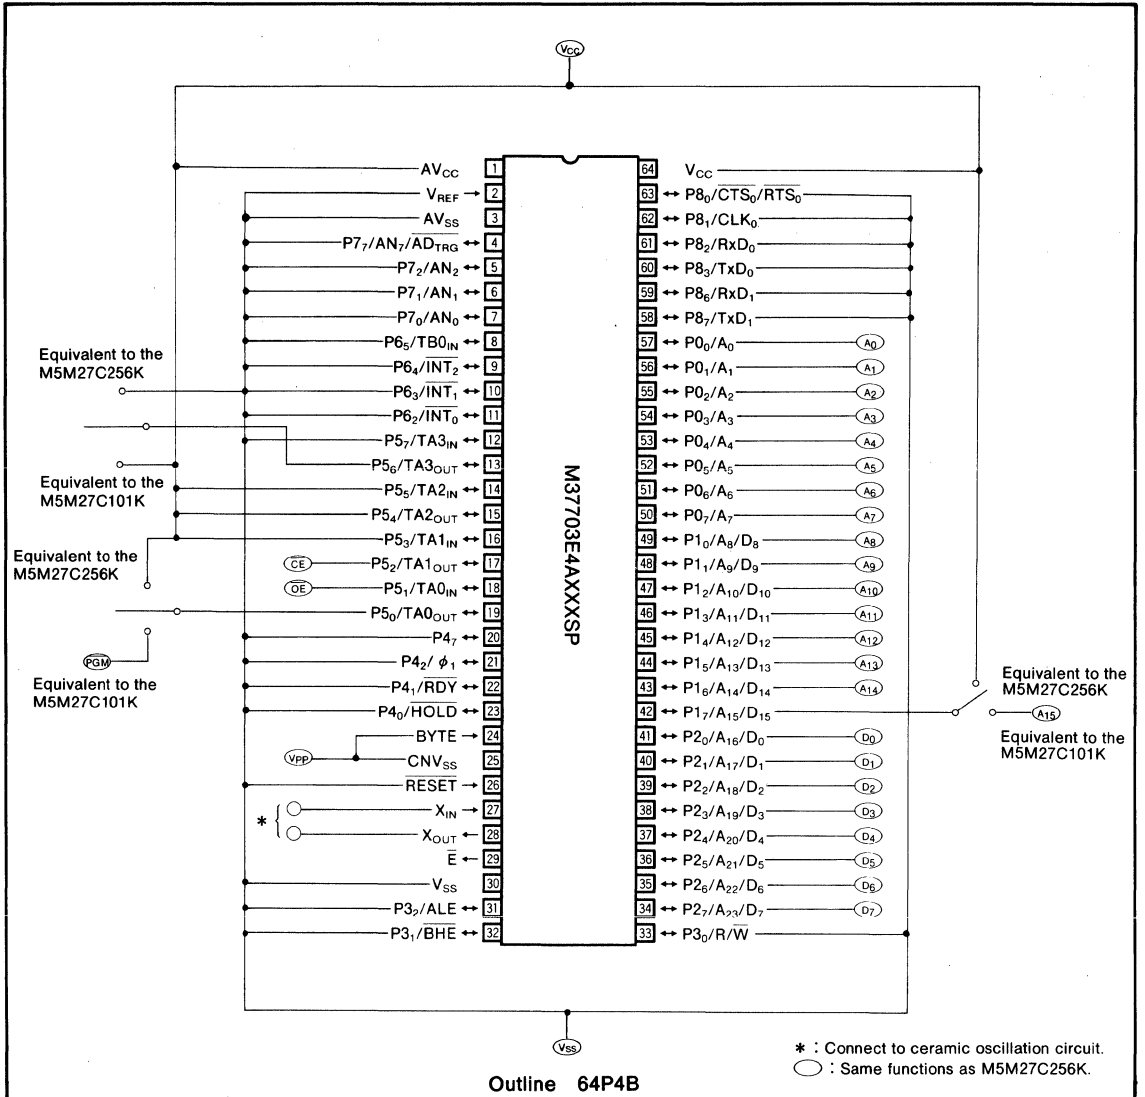 Vcc
AVCC 1
64 VCC
VREF 2
63 P80/CTS0/RTS0
AVSS 3
62 P81/CLK0
P77/AN7/ADTRG 4
61 P82/RxD0
P72/AN2 5
60 P83/TxD0
P71/AN1 6
59 P86/RxD1
P70/AN0 7
58 P87/TxD1
P65/TB0IN 8
57 P00/A0 A0
Equivalent to the
M5M27C256K
P64/INT2 9
56 P01/A1 A1
P63/INT1 10
55 P02/A2 A2
P62/INT0 11
54 P03/A3 A3
P57/TA3IN 12
53 P04/A4 A4
P56/TA3OUT 13
52 P05/A5 A5
Equivalent to the
M5M27C101K
P55/TA2IN 14
51 P06/A6 A6
P54/TA2OUT 15
50 P07/A7 A7
P53/TA1IN 16
49 P10/A8/D8 A8
Equivalent to the
M5M27C256K
CE P52/TA1OUT 17
48 P11/A9/D9 A9
OE P51/TA0IN 18
47 P12/A10/D10 A10
P50/TA0OUT 19
46 P13/A11/D11 A11
P47 20
45 P14/A12/D12 A12
PGM
Equivalent to the
M5M27C101K
P42/ϕ1 21
44 P15/A13/D13 A13
P41/RDY 22
43 P16/A14/D14 A14
Equivalent to the
M5M27C256K
P40/HOLD 23
42 P17/A15/D15 A15
Equivalent to the
M5M27C101K
BYTE 24
41 P20/A16/D0 D0
VPP CNVSS 25
40 P21/A17/D1 D1
RESET 26
39 P22/A18/D2 D2
* XIN 27
38 P23/A19/D3 D3
XOUT 28
37 P24/A20/D4 D4
E 29
36 P25/A21/D5 D5
VSS 30
35 P26/A22/D6 D6
P32/ALE 31
34 P27/A23/D7 D7
P31/BHE 32
33 P30/R/W
M37703E4AXXXSP
Vss
* : Connect to ceramic oscillation circuit.
: Same functions as M5M27C256K.
Outline 64P4B